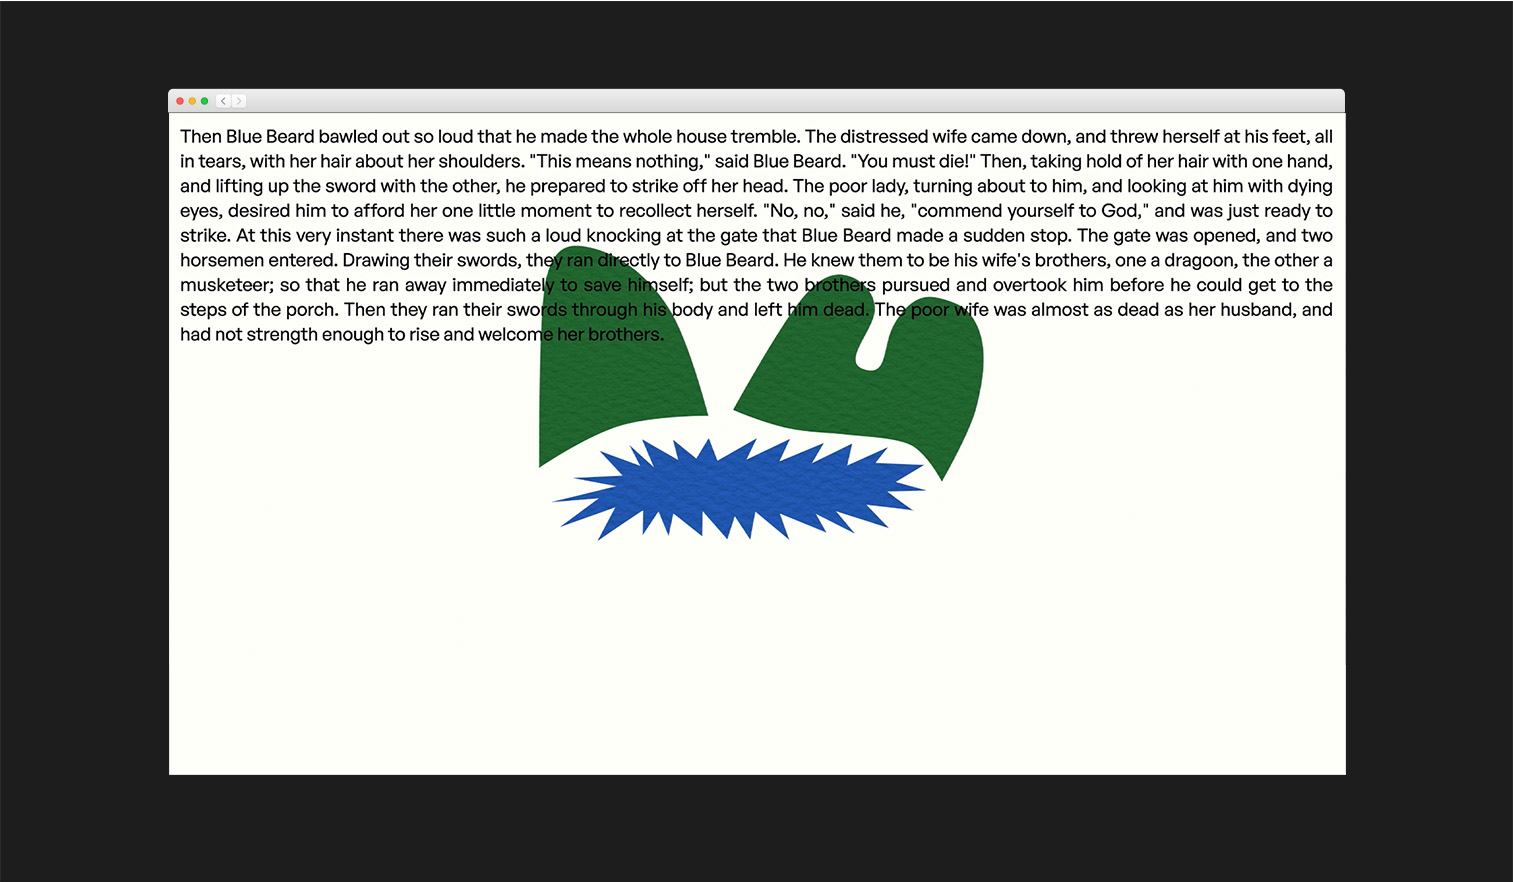 Then Blue Beard bawled out so loud that he made the whole house tremble. The distressed wife came down, and threw herself at his feet, all
in tears, with her hair about her shoulders. "This means nothing," said Blue Beard. "You must die!" Then, taking hold of her hair with one hand,
and lifting up the sword with the other, he prepared to strike off her head. The poor lady, turning about to him, and looking at him with dying
eyes, desired him to afford her one little moment to recollect herself. "No, no," said he, "commend yourself to God," and was just ready to
strike. At this very instant there was such a loud knocking at the gate that Blue Beard made a sudden stop. The gate was opened, and two
horsemen entered. Drawing their swords, they ran directly to Blue Beard. He knew them to be his wife's brothers, one a dragoon, the other a
musketeer; so that he ran away immediately to save himself; but the two brothers pursued and overtook him before he could get to the
steps of the porch. Then they ran their swords through his body and left him dead. The poor wife was almost as dead as her husband, and
had not strength enough to rise and welcome her brothers.